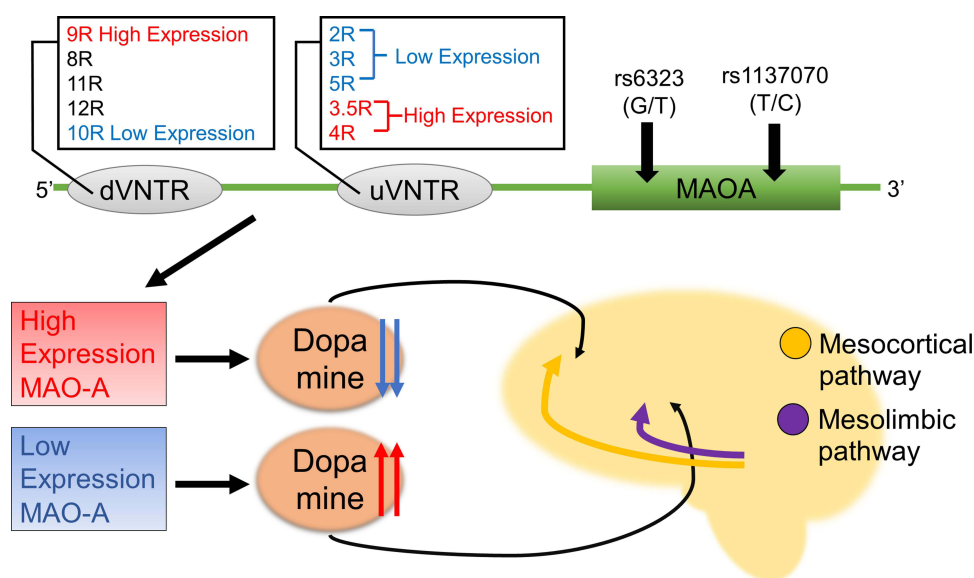 9R High Expression
8R
11R
12R
10R Low Expression
2R
3R
5R
Low Expression
3.5R
4R
High Expression
rs6323
(G/T)
rs1137070
(T/C)
5’
dVNTR
uVNTR
MAOA
3’
High
Expression
MAO-A
Dopa
mine
Low
Expression
MAO-A
Dopa
mine
Mesocortical
pathway
Mesolimbic
pathway